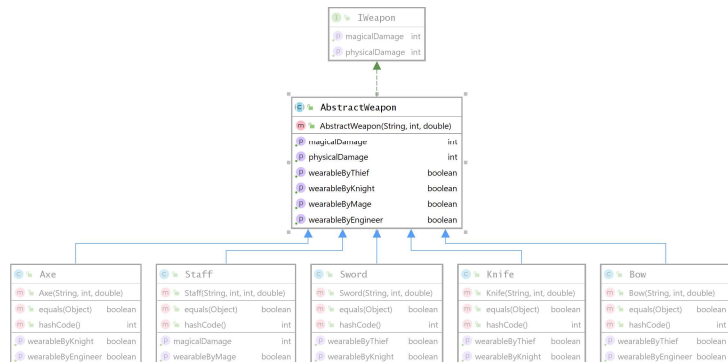 IWeapon
magicalDamage int
physicalDamage int
AbstractWeapon
AbstractWeapon(String, int, double)
magicalDamage int
physicalDamage int
wearableByThief boolean
wearableByKnight boolean
wearableByMage boolean
wearableByEngineer boolean
Axe
Axe(String, int, double)
equals(Object) boolean
hashCode() int
wearableByKnight boolean
wearableByEngineer boolean
Staff
Staff(String, int, int, double)
equals(Object) boolean
hashCode() int
magicalDamage int
wearableByMage boolean
Sword
Sword(String, int, double)
equals(Object) boolean
hashCode() int
wearableByThief boolean
wearableByKnight boolean
Knife
Knife(String, int, double)
equals(Object) boolean
hashCode() int
wearableByThief boolean
wearableByKnight boolean
Bow
Bow(String, int, double)
equals(Object) boolean
hashCode() int
wearableByThief boolean
wearableByEngineer boolean